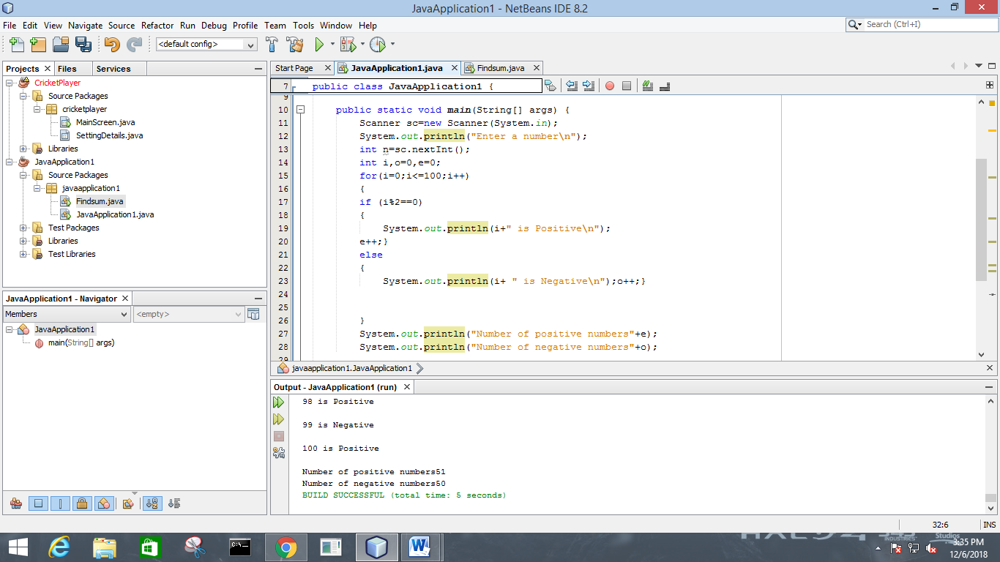 JavaApplication1 - NetBeans IDE 8.2
File Edit View Navigate Source Refactor Run Debug Profile Team Tools Window Help
Search (Ctrl+I)
<default config>
Projects Files Services
CricketPlayer
Source Packages
cricketplayer
MainScreen.java
SettingDetails.java
Libraries
JavaApplication1
Source Packages
javaapplication1
Findsum.java
JavaApplication1.java
Test Packages
Libraries
Test Libraries
JavaApplication1 - Navigator
Members <empty>
JavaApplication1
main(String[] args)
Start Page JavaApplication1.java Findsum.java
7 public class JavaApplication1 {
9
10 public static void main(String[] args) {
11 Scanner sc=new Scanner(System.in);
12 System.out.println("Enter a number\n");
13 int n=sc.nextInt();
14 int i,o=0,e=0;
15 for(i=0;i<=100;i++)
16 {
17 if (i%2==0)
18 {
19 System.out.println(i+" is Positive\n");
20 e++;}
21 else
22 {
23 System.out.println(i+ " is Negative\n");o++;}
24
25
26 }
27 System.out.println("Number of positive numbers"+e);
28 System.out.println("Number of negative numbers"+o);
29
javaapplication1.JavaApplication1
Output - JavaApplication1 (run)
98 is Positive
99 is Negative
100 is Positive
Number of positive numbers51
Number of negative numbers50
BUILD SUCCESSFUL (total time: 5 seconds)
32:6 INS
INDUSTRIES Studios
3:35 PM
12/6/2018